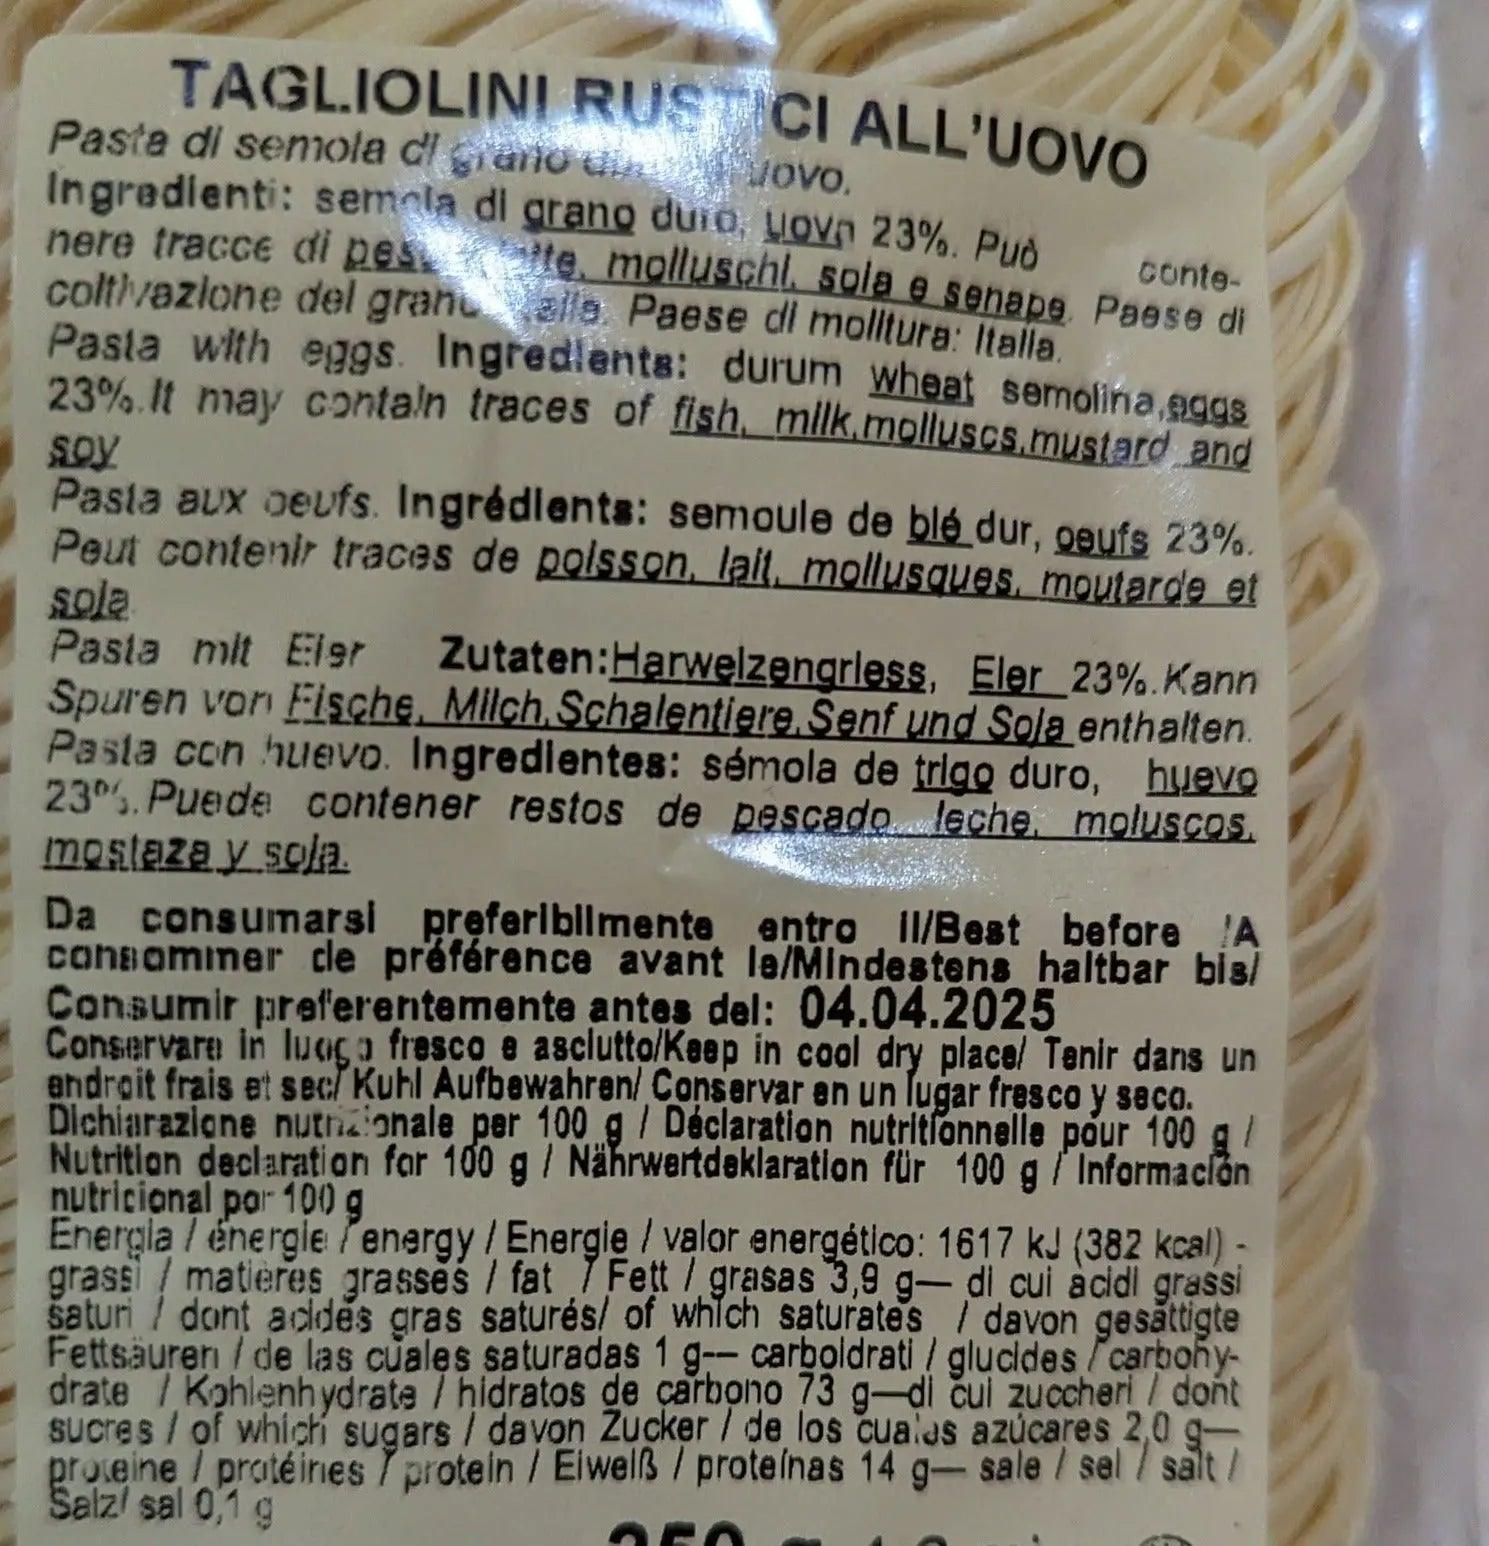 TAGLIOLINI RUSTICI ALL'UOVO
Pasta di semola di grano uovo.
Ingredienti: semola di grano duro, uova 23%. Può conte-
nere tracce di molluschi, soia e senape. Paese di
coltivazione del grano Paese di molitura: Italia.
Pasta with eggs. Ingredients: durum wheat semolina,eggs
23%.It may contain traces of fish, milk,molluscs,mustard and
soy
Pasta aux oeufs. Ingrédients: semoule de blé dur, oeufs 23%.
Peut contenir traces de poisson, lait, mollusques, moutarde et
soja
Pasta mit Eier Zutaten:Harweizengriess, Eier 23%.Kann
Spuren von Fische, Milch,Schalentiere,Senf und Soja enthalten.
Pasta con huevo. Ingredientes: sémola de trigo duro, huevo
23%.Puede contener restos de pescado, leche, moluscos,
mostaza y soja.
Da consumarsi preferibilmente entro il/Best before /A
consommer de préférence avant le/Mindestens haltbar bis/
Consumir preferentemente antes del: 04.04.2025
Conservare in luogo fresco e asciutto/Keep in cool dry place/ Tenir dans un
endroit frais et sec/ Kuhl Aufbewahren/ Conservar en un lugar fresco y seco.
Dichiarazione nutrizionale per 100 g / Déclaration nutritionnelle pour 100 g /
Nutrition declaration for 100 g / Nährwertdeklaration für 100 g / Información
nutricional por 100 g
Energia / énergie / energy / Energie / valor energético: 1617 kJ (382 kcal) -
grassi / matieres grasses / fat / Fett / grasas 3,9 g— di cui acidi grassi
saturi / dont acides gras saturés/ of which saturates / davon gesättigte
Fettsäuren / de las cuales saturadas 1 g-— carboidrati / glucides / carbohy-
drate / Kohlenhydrate / hidratos de carbono 73 g—di cui zuccheri / dont
sucres / of which sugars / davon Zucker / de los cuales azúcares 2,0 g—
proteine / protéines / protein / Eiweiß / proteínas 14 g— sale / sel / salt /
Salz/ sal 0,1 g